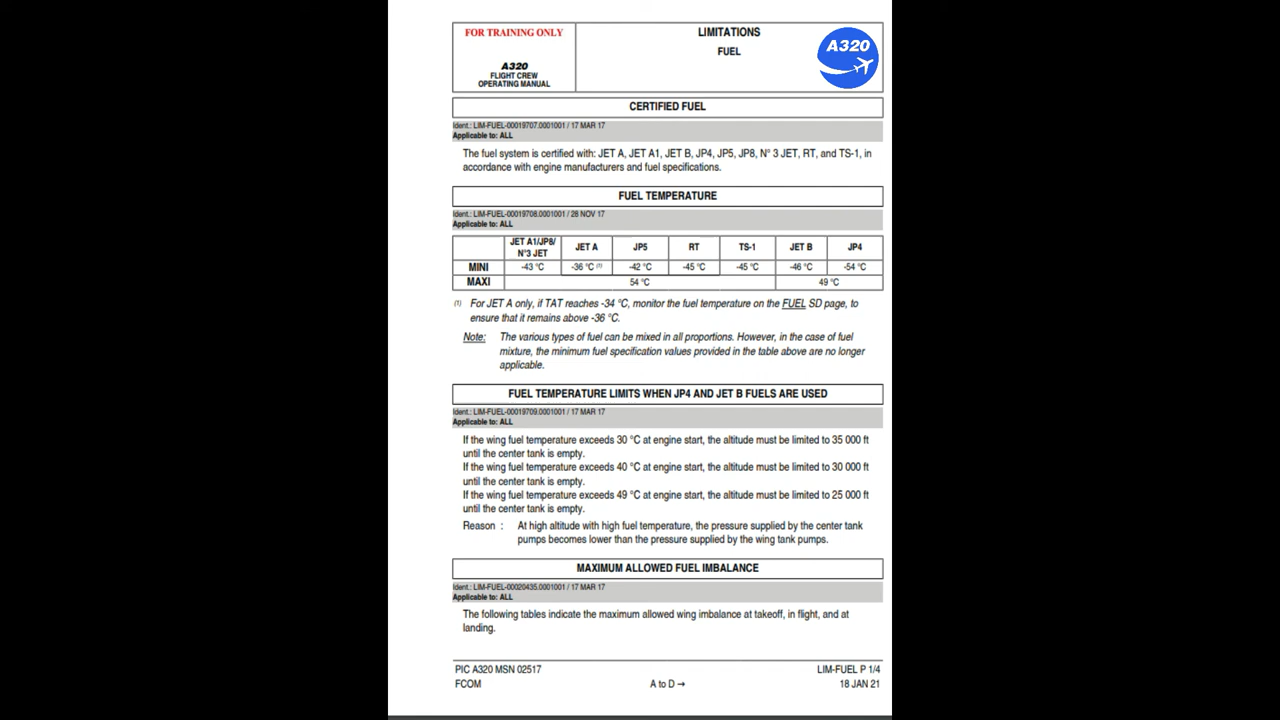 FOR TRAINING ONLY
A320
FLIGHT CREW
OPERATING MANUAL
LIMITATIONS
FUEL
A320
CERTIFIED FUEL
Ident.: LIM-FUEL-00019707.0001001 / 17 MAR 17
Applicable to: ALL
The fuel system is certified with: JET A, JET A1, JET B, JP4, JP5, JP8, N° 3 JET, RT, and TS-1, in
accordance with engine manufacturers and fuel specifications.
FUEL TEMPERATURE
Ident.: LIM-FUEL-00019708.0001001 / 28 NOV 17
Applicable to: ALL
JET A1/JP8/ N°3 JET JET A JP5 RT TS-1 JET B JP4
MINI -43 °C -36 °C (1) -42 °C -45 °C -45 °C -46 °C -54 °C
MAXI 54 °C 49 °C
(1) For JET A only, if TAT reaches -34 °C, monitor the fuel temperature on the FUEL SD page, to
ensure that it remains above -36 °C.
Note: The various types of fuel can be mixed in all proportions. However, in the case of fuel
mixture, the minimum fuel specification values provided in the table above are no longer
applicable.
FUEL TEMPERATURE LIMITS WHEN JP4 AND JET B FUELS ARE USED
Ident.: LIM-FUEL-00019709.0001001 / 17 MAR 17
Applicable to: ALL
If the wing fuel temperature exceeds 30 °C at engine start, the altitude must be limited to 35 000 ft
until the center tank is empty.
If the wing fuel temperature exceeds 40 °C at engine start, the altitude must be limited to 30 000 ft
until the center tank is empty.
If the wing fuel temperature exceeds 49 °C at engine start, the altitude must be limited to 25 000 ft
until the center tank is empty.
Reason : At high altitude with high fuel temperature, the pressure supplied by the center tank
pumps becomes lower than the pressure supplied by the wing tank pumps.
MAXIMUM ALLOWED FUEL IMBALANCE
Ident.: LIM-FUEL-00020435.0001001 / 17 MAR 17
Applicable to: ALL
The following tables indicate the maximum allowed wing imbalance at takeoff, in flight, and at
landing.
PIC A320 MSN 02517 LIM-FUEL P 1/4
FCOM A to D → 18 JAN 21